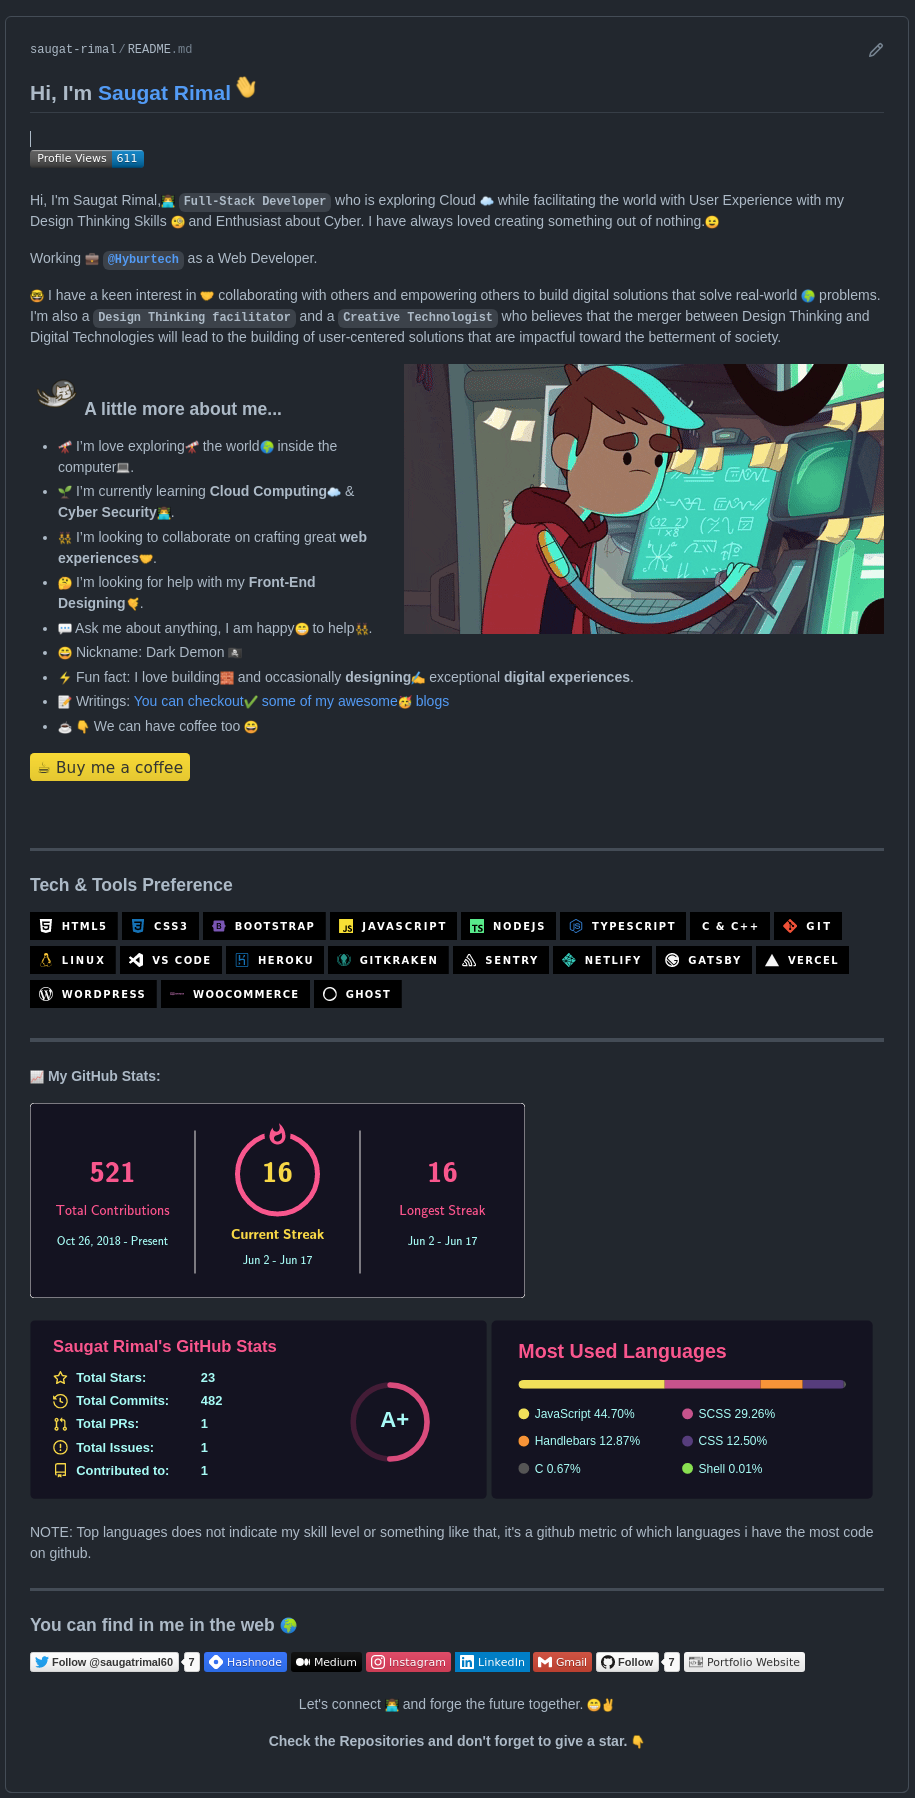 saugat-rimal/README.md
Hi, I'm Saugat Rimal
Profile Views 611
Hi, I'm Saugat Rimal, Full-Stack Developer who is exploring Cloud while facilitating the world with User Experience with my
Design Thinking Skills and Enthusiast about Cyber. I have always loved creating something out of nothing.
Working @Hyburtech as a Web Developer.
I have a keen interest in collaborating with others and empowering others to build digital solutions that solve real-world problems.
I'm also a Design Thinking facilitator and a Creative Technologist who believes that the merger between Design Thinking and
Digital Technologies will lead to the building of user-centered solutions that are impactful toward the betterment of society.
A little more about me...
I'm love exploring the world inside the
computer.
I'm currently learning Cloud Computing &
Cyber Security.
I'm looking to collaborate on crafting great web
experiences.
I'm looking for help with my Front-End
Designing.
Ask me about anything, I am happy to help.
Nickname: Dark Demon
Fun fact: I love building and occasionally designing exceptional digital experiences.
Writings: You can checkout some of my awesome blogs
We can have coffee too
Buy me a coffee
Tech & Tools Preference
HTML5 CSS3 BOOTSTRAP JAVASCRIPT NODEJS TYPESCRIPT C & C++ GIT
LINUX VS CODE HEROKU GITKRAKEN SENTRY NETLIFY GATSBY VERCEL
WORDPRESS WOOCOMMERCE GHOST
My GitHub Stats:
521 16 16
Total Contributions Current Streak Longest Streak
Oct 26, 2018 - Present Jun 2 - Jun 17 Jun 2 - Jun 17
Saugat Rimal's GitHub Stats
Total Stars: 23
Total Commits: 482
Total PRs: 1
Total Issues: 1
Contributed to: 1
A+
Most Used Languages
JavaScript 44.70% SCSS 29.26%
Handlebars 12.87% CSS 12.50%
C 0.67% Shell 0.01%
NOTE: Top languages does not indicate my skill level or something like that, it's a github metric of which languages i have the most code
on github.
You can find in me in the web
Follow @saugatrimal60 7 Hashnode Medium Instagram LinkedIn Gmail Follow 7 Portfolio Website
Let's connect and forge the future together.
Check the Repositories and don't forget to give a star.